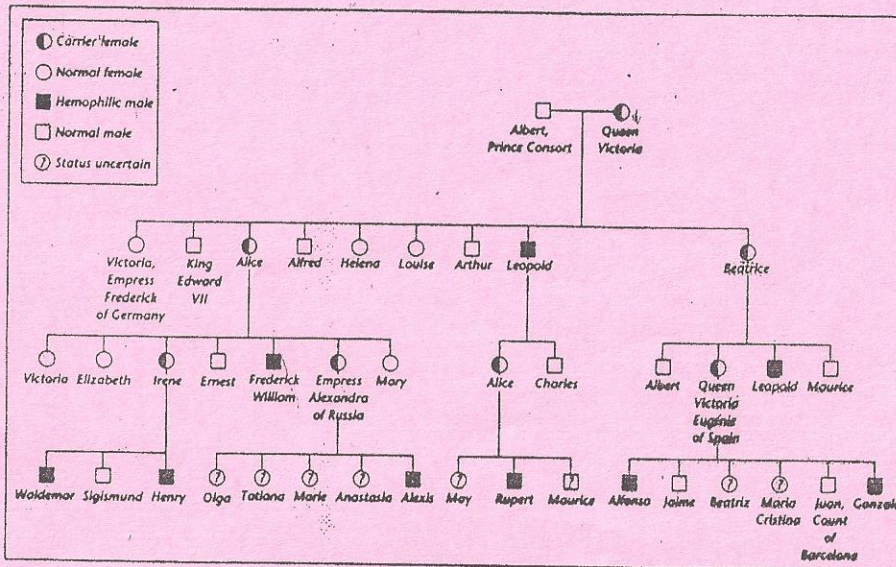 Carrier female
Normal female
Hemophilic male
Normal male
? Status uncertain
Albert,
Prince Consort
Queen
Victoria
Victoria,
Empress
Frederick
of Germany
King
Edward
VII
Alice
Alfred
Helena
Louise
Arthur
Leopold
Beatrice
Victoria
Elizabeth
Irene
Ernest
Frederick
William
Empress
Alexandra
of Russia
Mary
Alice
Charles
Albert
Queen
Victoria
Eugénie
of Spain
Leopold
Maurice
Waldemar
Sigismund
Henry
?
Olga
?
Tatiana
?
Marie
?
Anastasia
Alexis
?
May
Rupert
?
Maurice
Alfonso
Jaime
?
Beatriz
?
Maria
Cristina
Juan,
Count
of
Barcelona
Gonzalo